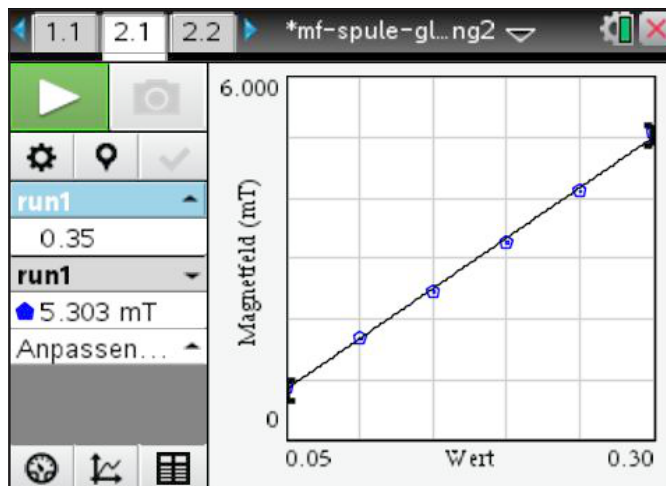 1.1 2.1 2.2 *mf-spule-gl...ng2
run1
0.35
run1
5.303 mT
Anpassen...
6.000
Magnetfeld (mT)
0
0.05 Wert 0.30